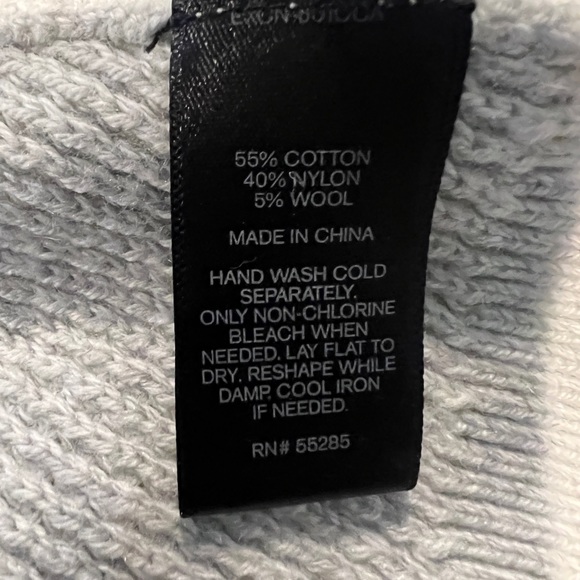 55% COTTON
40% NYLON
5% WOOL
MADE IN CHINA
HAND WASH COLD
SEPARATELY.
ONLY NON-CHLORINE
BLEACH WHEN
NEEDED. LAY FLAT TO
DRY. RESHAPE WHILE
DAMP. COOL IRON
IF NEEDED.
RN# 55285